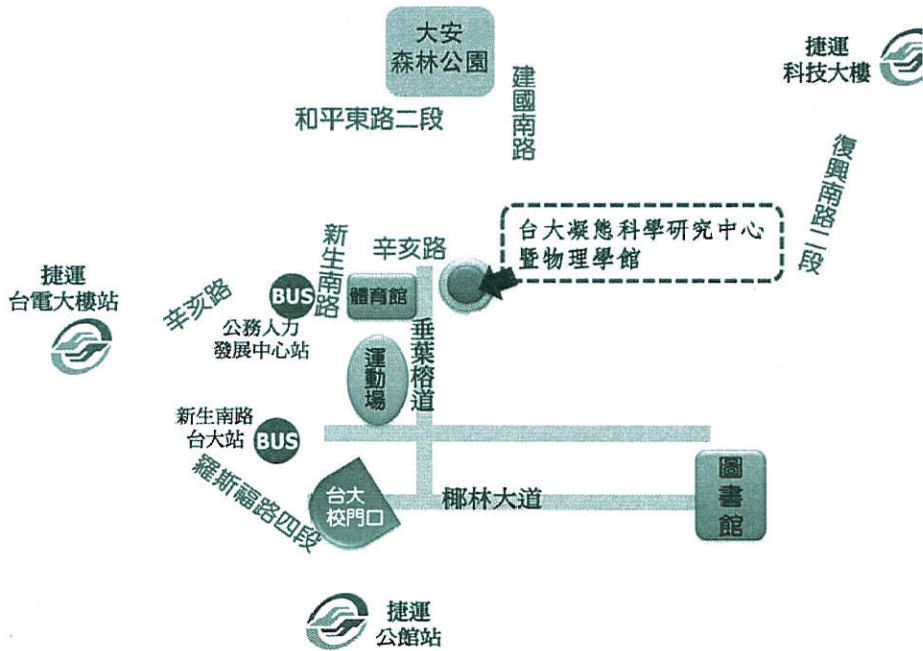 大安
森林公園
捷運
科技大樓
建國南路
和平東路二段
復興南路二段
台大凝態科學研究中心
暨物理學館
新生南路
辛亥路
捷運
台電大樓站
辛亥路
BUS
體育館
公務人力
發展中心站
垂葉榕道
運動場
新生南路
台大站
BUS
羅斯福路四段
台大
校門口
椰林大道
圖書館
捷運
公館站